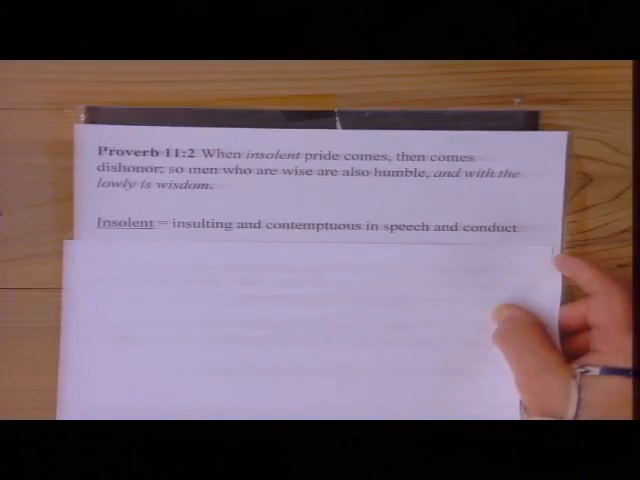 Proverb 11:2 When insolent pride comes, then comes
dishonor; so men who are wise are also humble, and with the
lowly is wisdom.
Insolent = insulting and contemptuous in speech and conduct